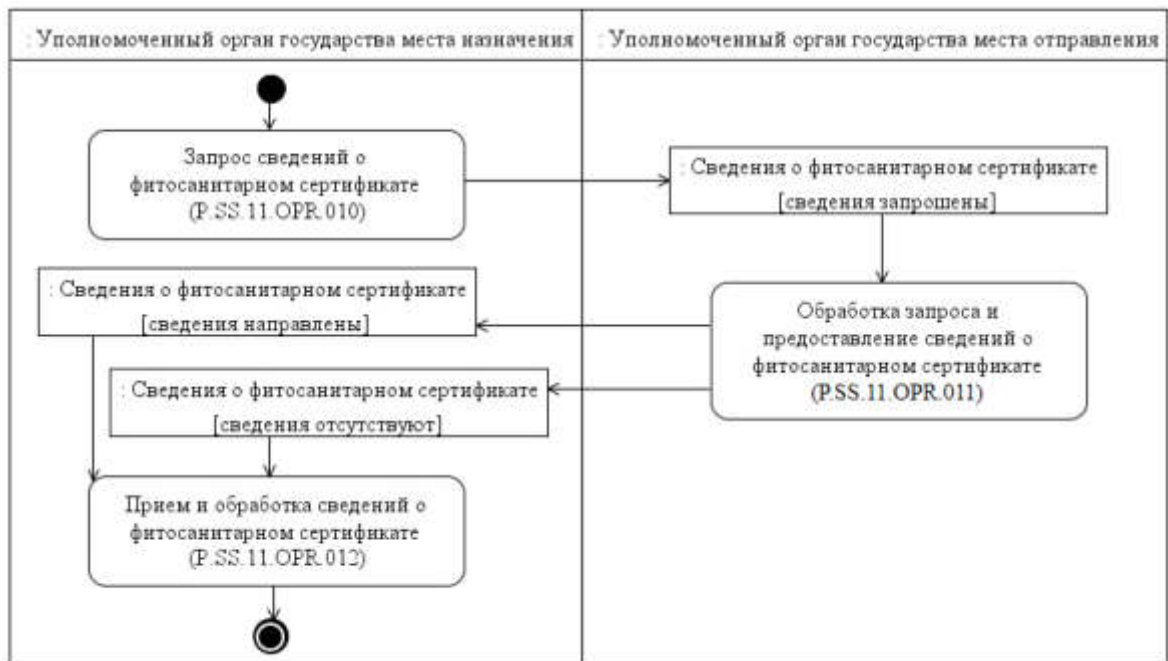 : Уполномоченный орган государства места назначения
: Уполномоченный орган государства места отправления
Запрос сведений о
фитосанитарном сертификате
(P.SS.11.OPR.010)
: Сведения о фитосанитарном сертификате
[сведения запрошены]
: Сведения о фитосанитарном сертификате
[сведения направлены]
Обработка запроса и
предоставление сведений о
фитосанитарном сертификате
(P.SS.11.OPR.011)
: Сведения о фитосанитарном сертификате
[сведения отсутствуют]
Прием и обработка сведений о
фитосанитарном сертификате
(P.SS.11.OPR.012)